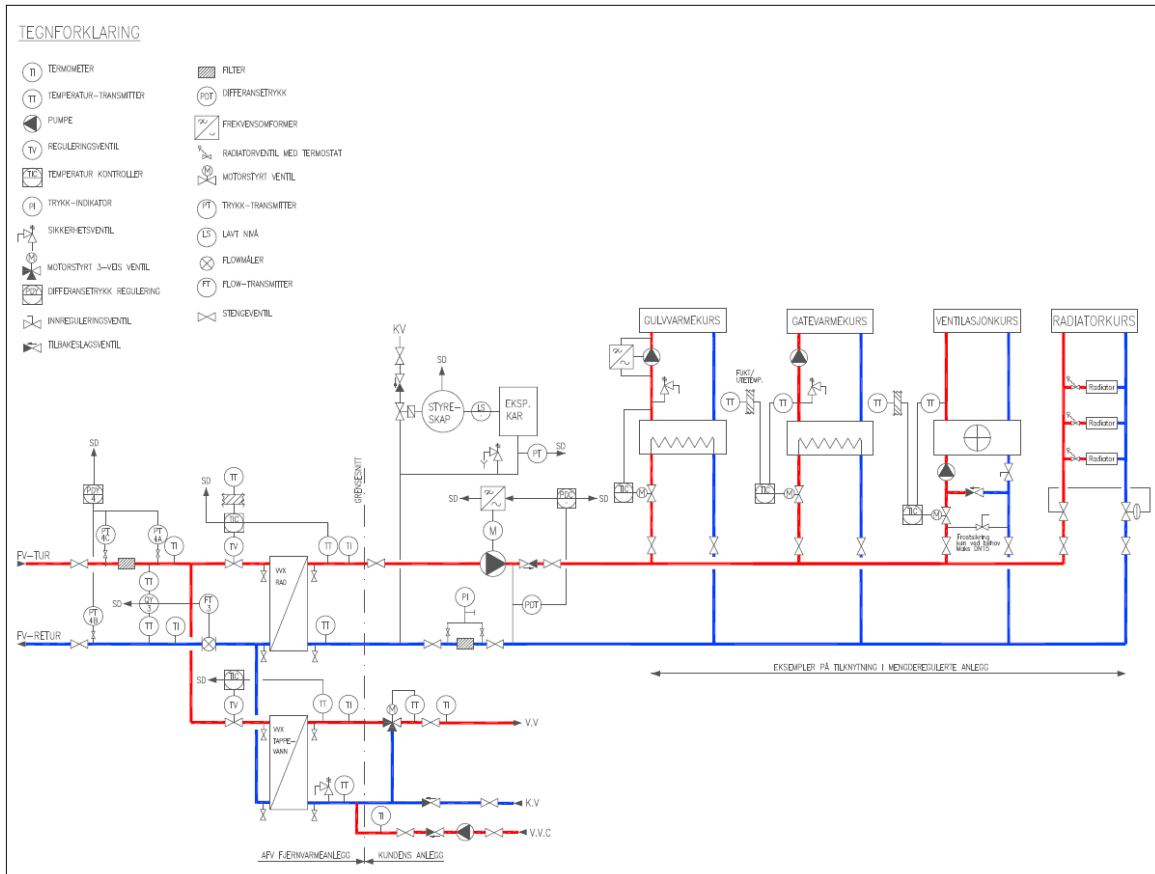 TEGNFORKLARING
TI TERMOMETER
TT TEMPERATUR-TRANSMITTER
PUMPE
TV REGULERINGSVENTIL
TIC TEMPERATUR KONTROLLER
PI TRYKK-INDIKATOR
SIKKERHETSVENTIL
M MOTORSTYRT 3-VEIS VENTIL
PDY DIFFERANSETRYKK REGULERING
INNREGULERINGSVENTIL
TILBAKESLAGSVENTIL
FILTER
PDT DIFFERANSETRYKK
FREKVENSOMFORMER
RADIATORVENTIL MED TERMOSTAT
M MOTORSTYRT VENTIL
PT TRYKK-TRANSMITTER
LS LAVT NIVÅ
FLOWMÅLER
FT FLOW-TRANSMITTER
STENGEVENTIL
GULVVARMEKURS
GATEVARMEKURS
VENTILASJONKURS
RADIATORKURS
KV
SD
STYRE-
SKAP
LS
EKSP.
KAR
PT
SD
FUKT/
UTETEMP.
TT
TT
TT
TT
Radiator
Radiator
Radiator
TIC
M
TIC
M
TIC
M
Frostsikring
kun ved behov
Maks DN15
GRENSESNITT
SD
SD
PDY
4
TT
TIC
TV
PT
4C
PT
4A
TI
TT
TI
SD
M
PDC
SD
FV-TUR
VVX
RAD
TT
QY
3
TT
SD
FT
3
PT
4B
TI
TT
PI
PDT
FV-RETUR
EKSEMPLER PÅ TILKNYTNING I MENGDEREGULERTE ANLEGG
SD
TIC
TV
TT
TI
M
TT
TI
V.V
VVX
TAPPE-
VANN
TT
K.V
TI
V.V.C
AFV FJERNVARMEANLEGG
KUNDENS ANLEGG